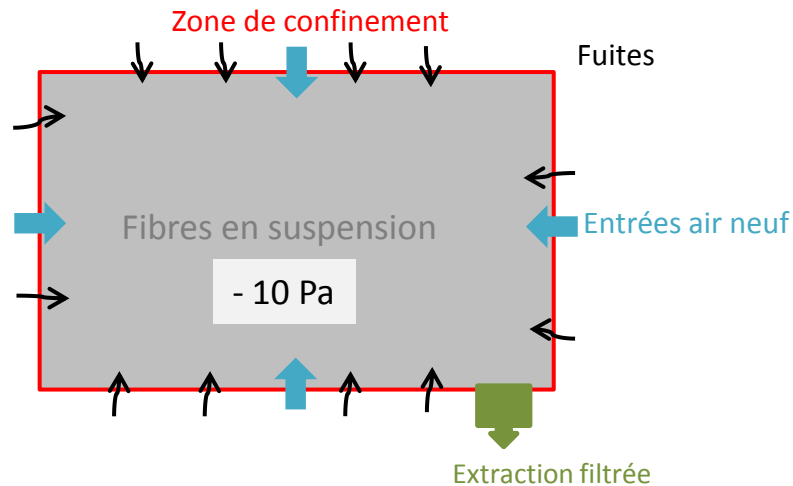 Zone de confinement
Fuites
Fibres en suspension
Entrées air neuf
- 10 Pa
Extraction filtrée